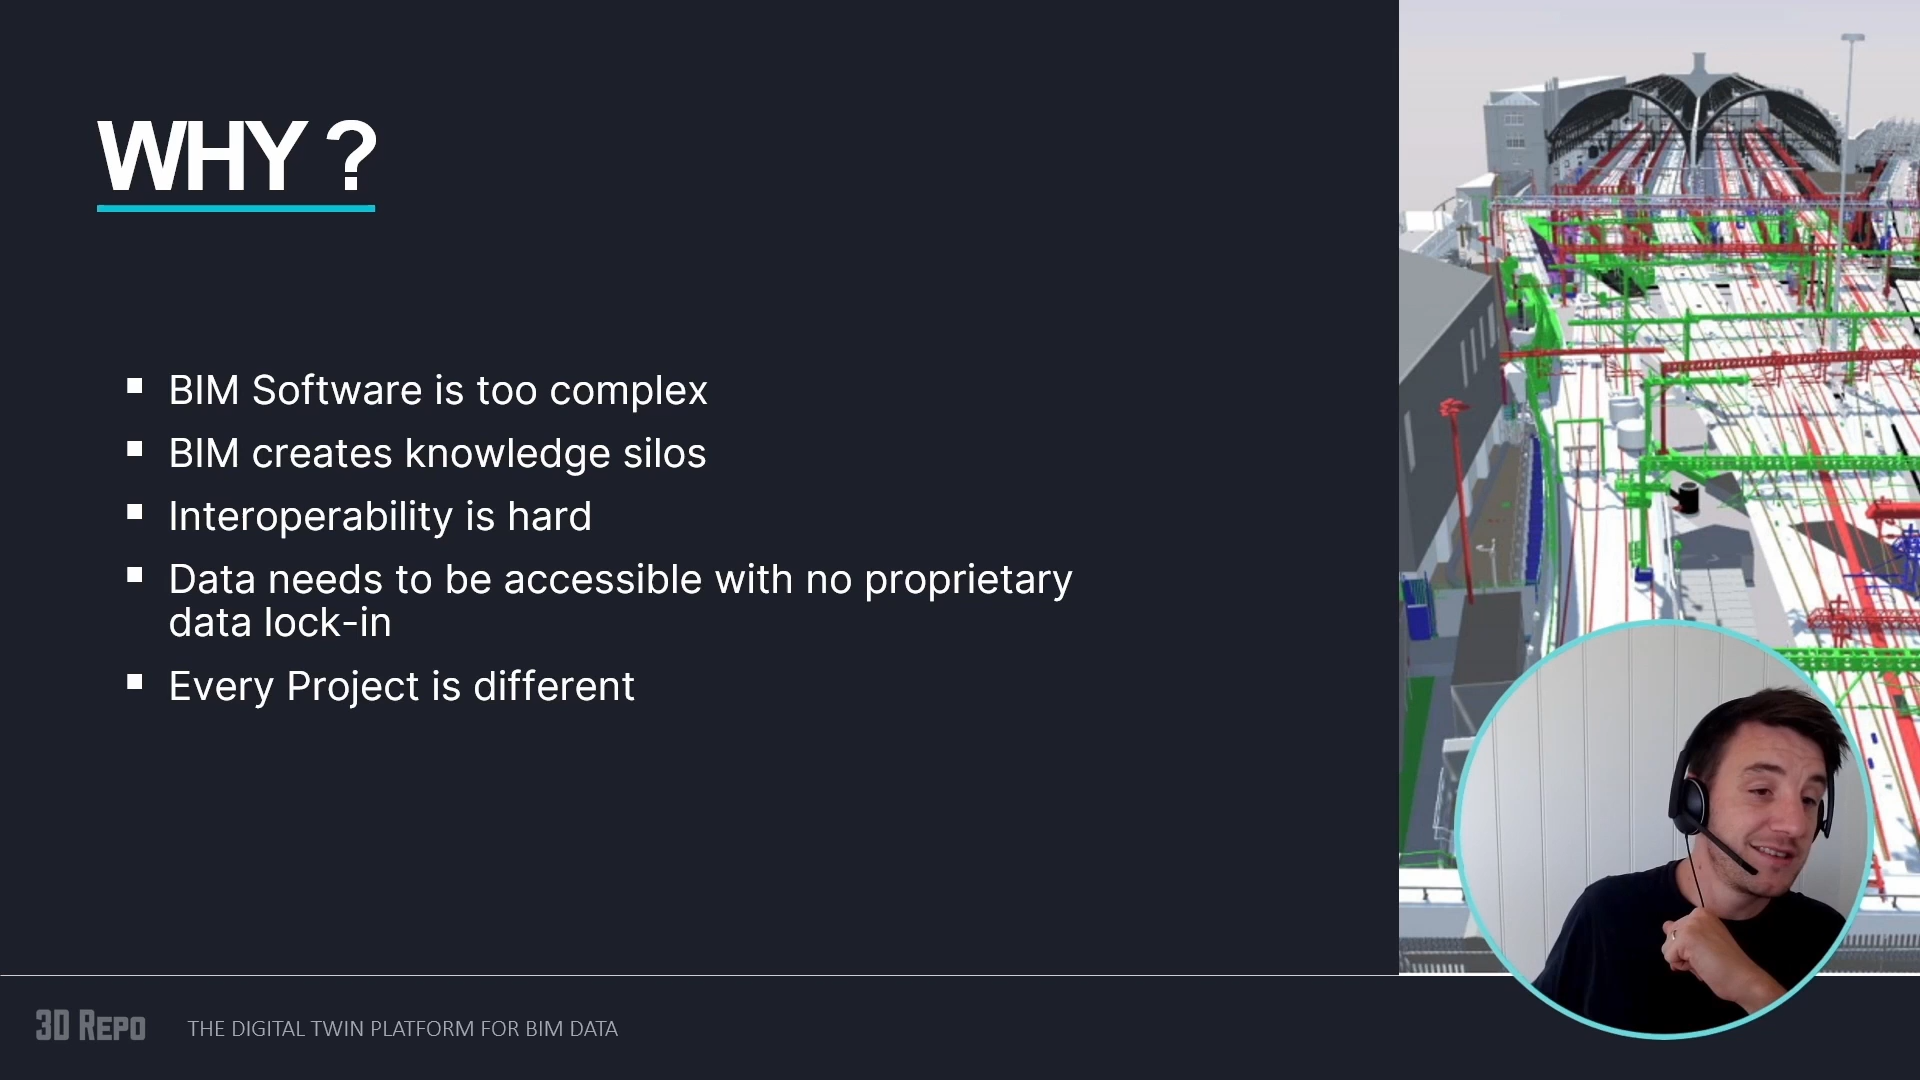 WHY ?
BIM Software is too complex
BIM creates knowledge silos
Interoperability is hard
Data needs to be accessible with no proprietary
data lock-in
Every Project is different
3D REPO
THE DIGITAL TWIN PLATFORM FOR BIM DATA